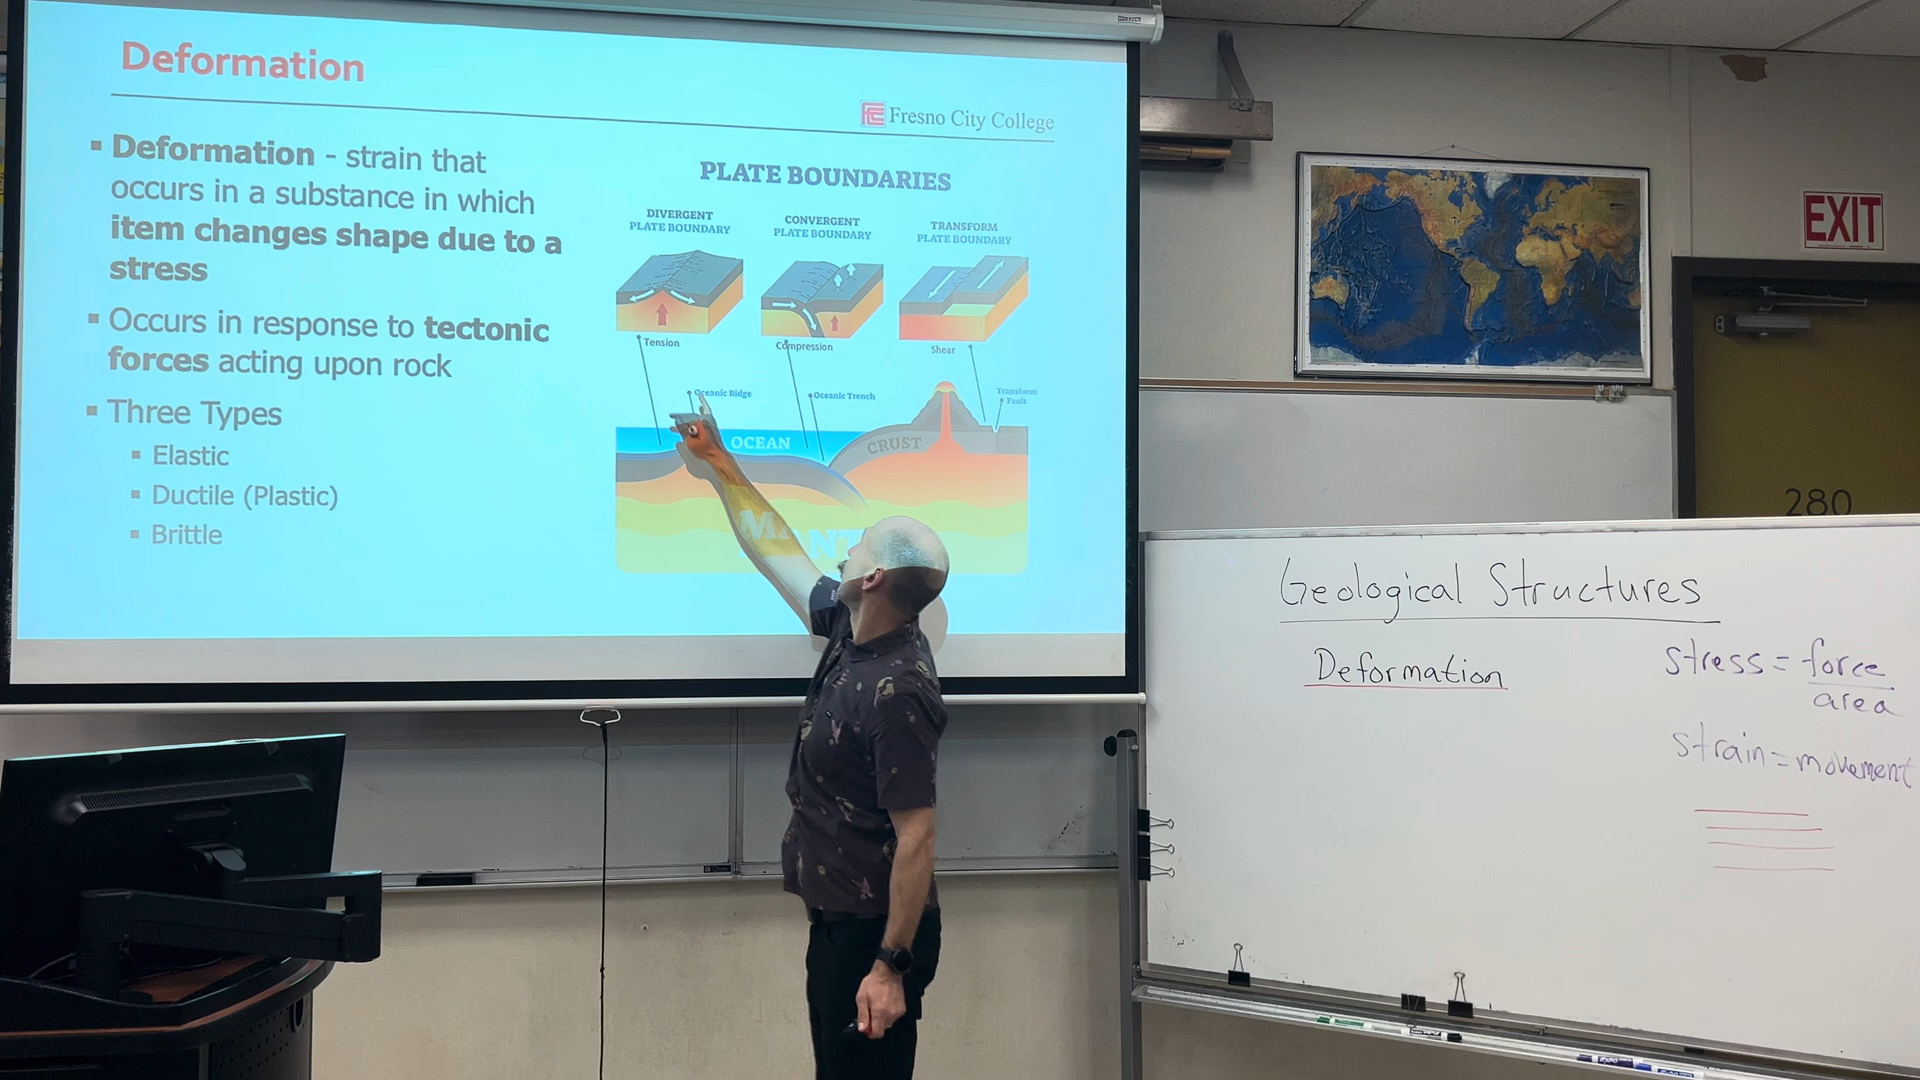 Deformation
Fresno City College
▪ Deformation - strain that
occurs in a substance in which
item changes shape due to a
stress
▪ Occurs in response to tectonic
forces acting upon rock
▪ Three Types
▪ Elastic
▪ Ductile (Plastic)
▪ Brittle
PLATE BOUNDARIES
DIVERGENT
PLATE BOUNDARY
CONVERGENT
PLATE BOUNDARY
TRANSFORM
PLATE BOUNDARY
Tension
Compression
Shear
Oceanic Ridge
Oceanic Trench
Transform
Fault
OCEAN
CRUST
MANT
EXIT
280
Geological Structures
Deformation
stress = force
area
strain = movement
EXPO